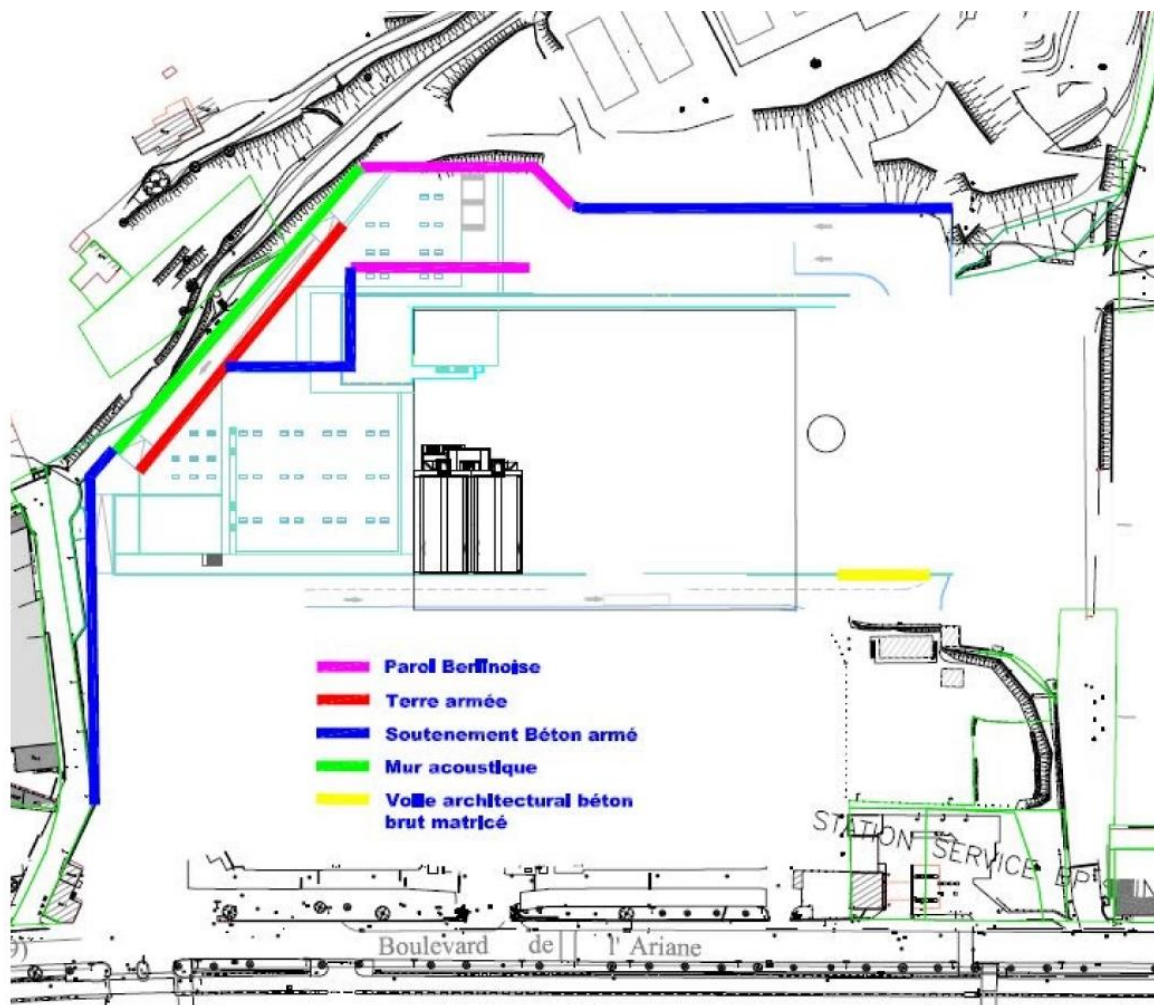 Paroi Berlinoise
Terre armée
Soutenement Béton armé
Mur acoustique
Voile architectural béton
brut matricé
STATION SERVICE BP
Boulevard de l' Ariane
9)